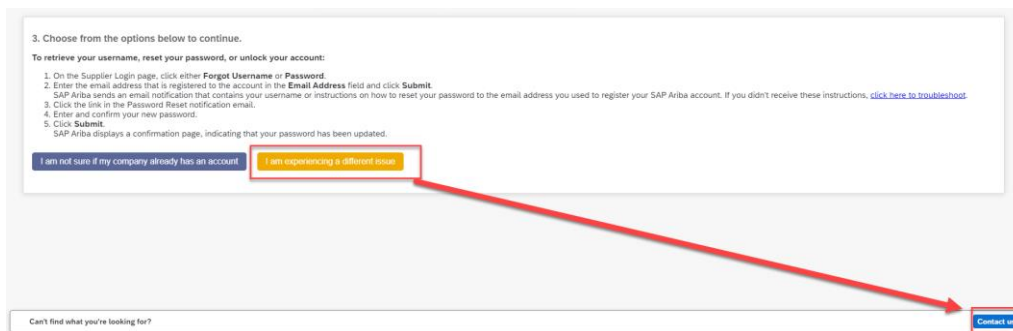 3. Choose from the options below to continue.
To retrieve your username, reset your password, or unlock your account:
1. On the Supplier Login page, click either Forgot Username or Password.
2. Enter the email address that is registered to the account in the Email Address field and click Submit.
SAP Ariba sends an email notification that contains your username or instructions on how to reset your password to the email address you used to register your SAP Ariba account. If you didn't receive these instructions, click here to troubleshoot.
3. Click the link in the Password Reset notification email.
4. Enter and confirm your new password.
5. Click Submit.
SAP Ariba displays a confirmation page, indicating that your password has been updated.
I am not sure if my company already has an account
I am experiencing a different issue
Can't find what you're looking for?
Contact us